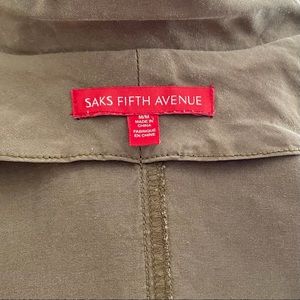 SAKS FIFTH AVENUE
M/M
MADE IN
CHINA
FABRIQUÉ
EN CHINE